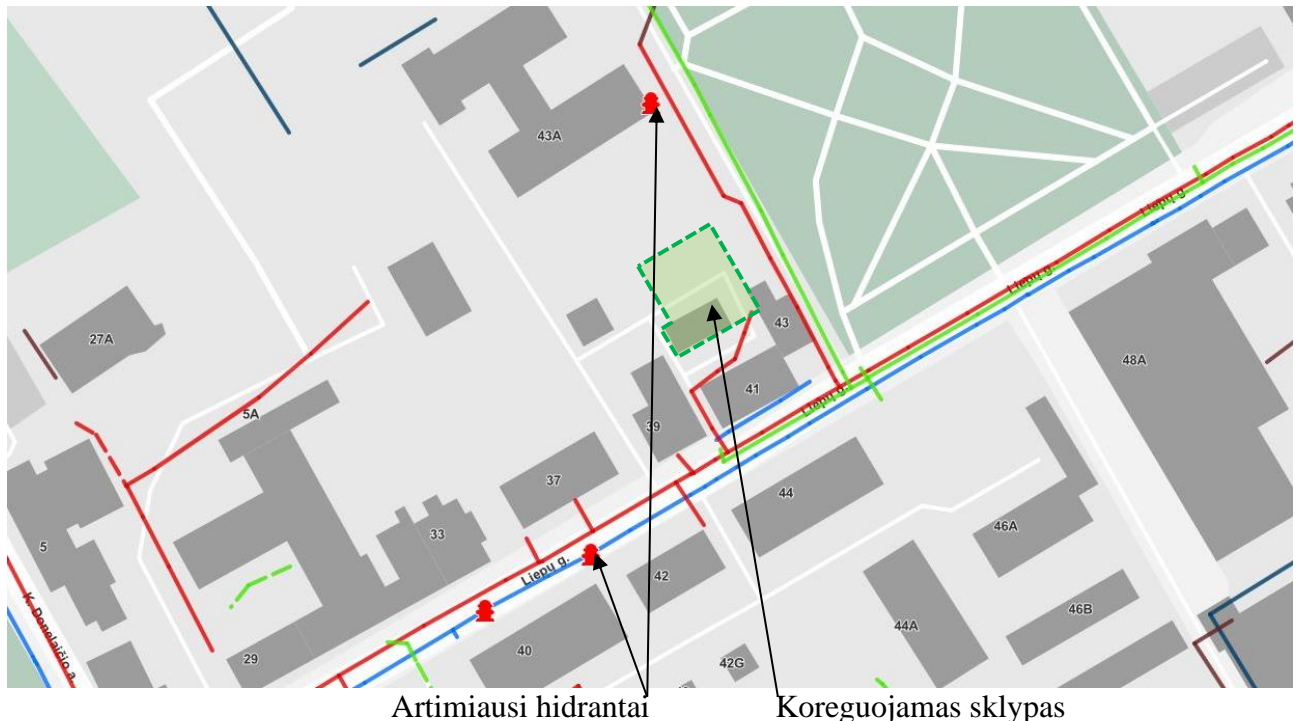 43A
Liepų g.
Liepų g.
27A
43
48A
41
Liepų g.
5A
39
37
44
46A
5
33
Liepų g.
42
K. Donelaičio a.
44A
46B
29
40
42G
Artimiausi hidrantai
Koreguojamas sklypas